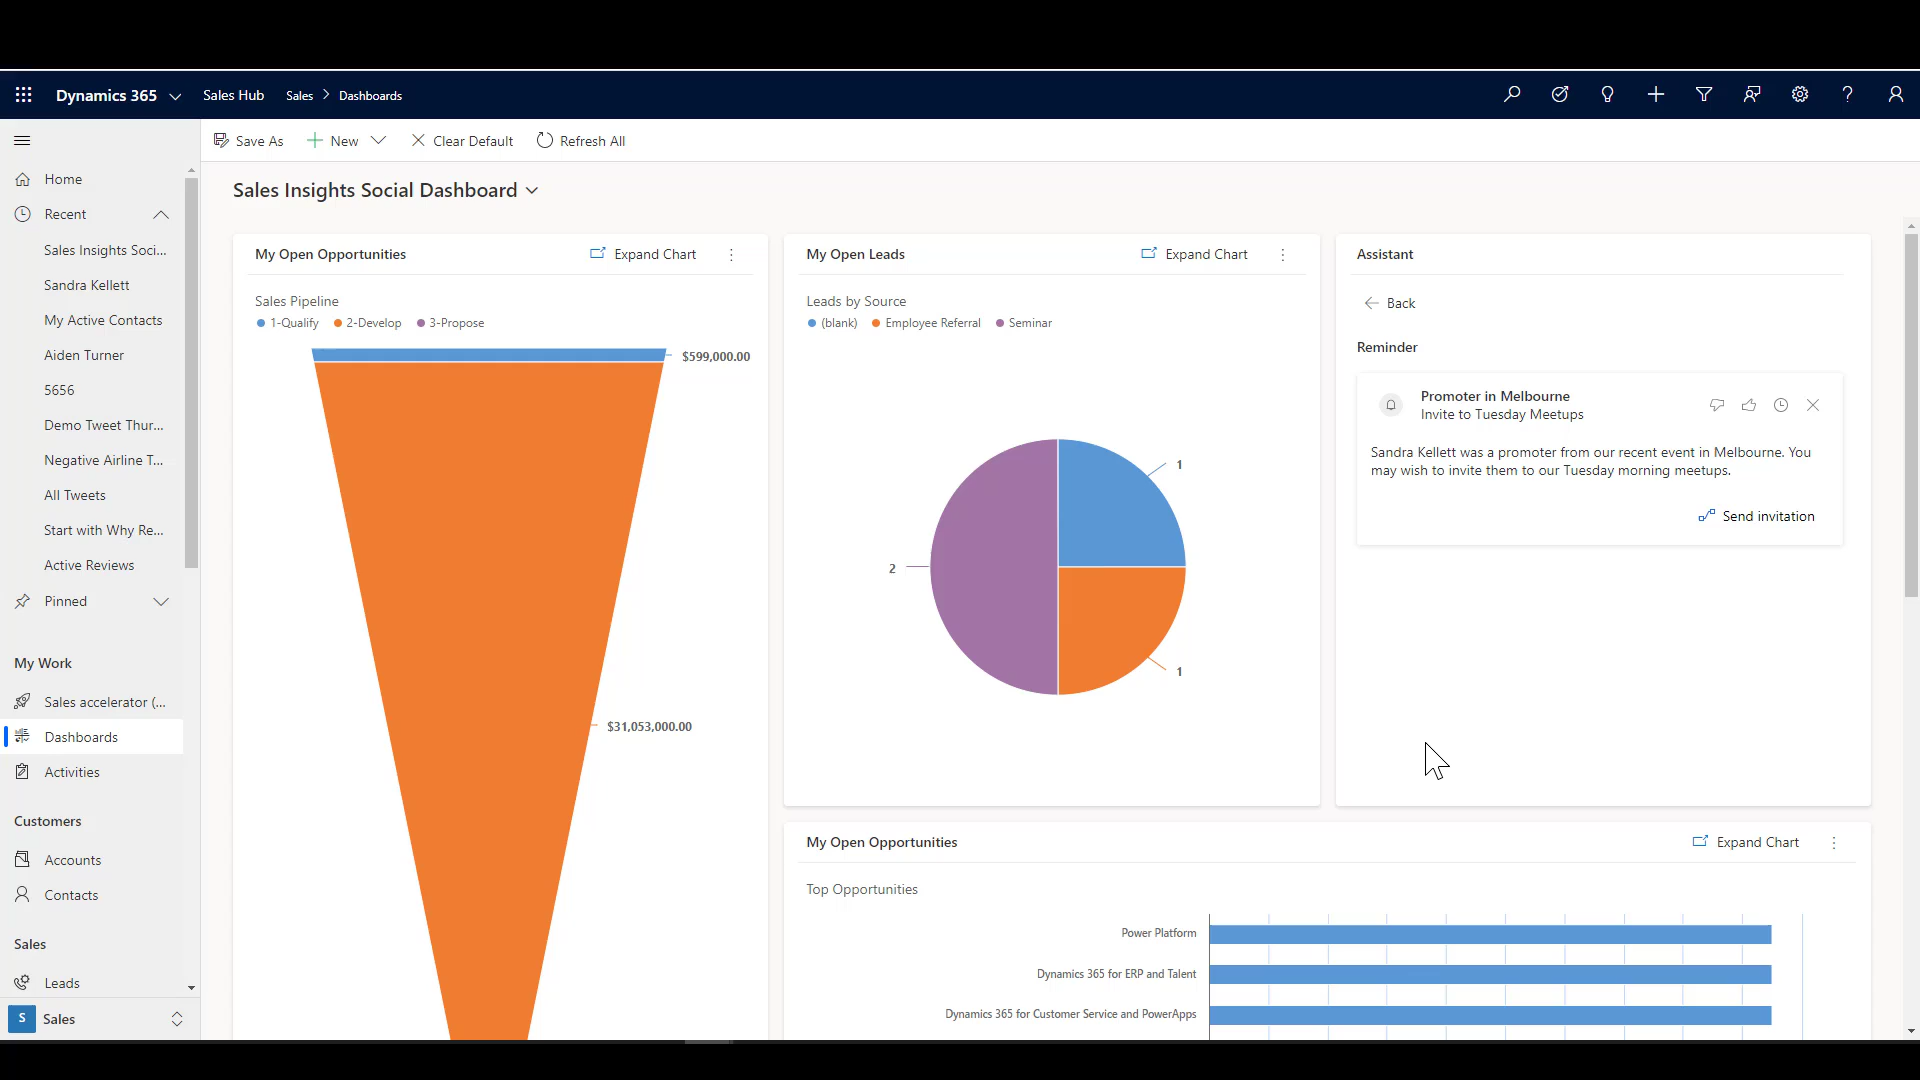 Dynamics 365
Sales Hub
Sales > Dashboards
Save As
New
Clear Default
Refresh All
Home
Recent
Sales Insights Soci...
Sandra Kellett
My Active Contacts
Aiden Turner
5656
Demo Tweet Thur...
Negative Airline T...
All Tweets
Start with Why Re...
Active Reviews
Pinned
My Work
Sales accelerator (...
Dashboards
Activities
Customers
Accounts
Contacts
Sales
Leads
S
Sales
Sales Insights Social Dashboard
My Open Opportunities
Expand Chart
Sales Pipeline
1-Qualify 2-Develop 3-Propose
$599,000.00
$31,053,000.00
My Open Leads
Expand Chart
Leads by Source
(blank) Employee Referral Seminar
1
2
1
Assistant
Back
Reminder
Promoter in Melbourne
Invite to Tuesday Meetups
Sandra Kellett was a promoter from our recent event in Melbourne. You
may wish to invite them to our Tuesday morning meetups.
Send invitation
My Open Opportunities
Expand Chart
Top Opportunities
Power Platform
Dynamics 365 for ERP and Talent
Dynamics 365 for Customer Service and PowerApps